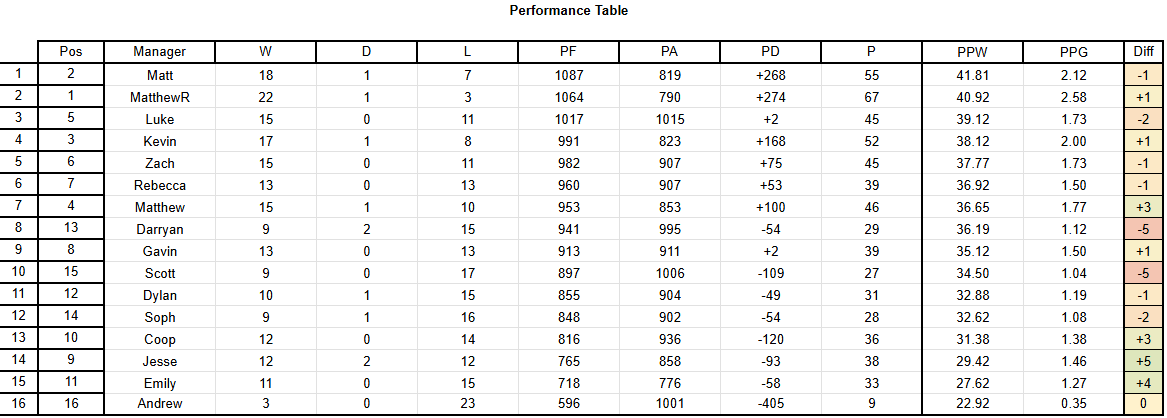 Performance Table
Pos Manager W D L PF PA PD P PPW PPG Diff
1 2 Matt 18 1 7 1087 819 +268 55 41.81 2.12 -1
2 1 MatthewR 22 1 3 1064 790 +274 67 40.92 2.58 +1
3 5 Luke 15 0 11 1017 1015 +2 45 39.12 1.73 -2
4 3 Kevin 17 1 8 991 823 +168 52 38.12 2.00 +1
5 6 Zach 15 0 11 982 907 +75 45 37.77 1.73 -1
6 7 Rebecca 13 0 13 960 907 +53 39 36.92 1.50 -1
7 4 Matthew 15 1 10 953 853 +100 46 36.65 1.77 +3
8 13 Darryan 9 2 15 941 995 -54 29 36.19 1.12 -5
9 8 Gavin 13 0 13 913 911 +2 39 35.12 1.50 +1
10 15 Scott 9 0 17 897 1006 -109 27 34.50 1.04 -5
11 12 Dylan 10 1 15 855 904 -49 31 32.88 1.19 -1
12 14 Soph 9 1 16 848 902 -54 28 32.62 1.08 -2
13 10 Coop 12 0 14 816 936 -120 36 31.38 1.38 +3
14 9 Jesse 12 2 12 765 858 -93 38 29.42 1.46 +5
15 11 Emily 11 0 15 718 776 -58 33 27.62 1.27 +4
16 16 Andrew 3 0 23 596 1001 -405 9 22.92 0.35 0